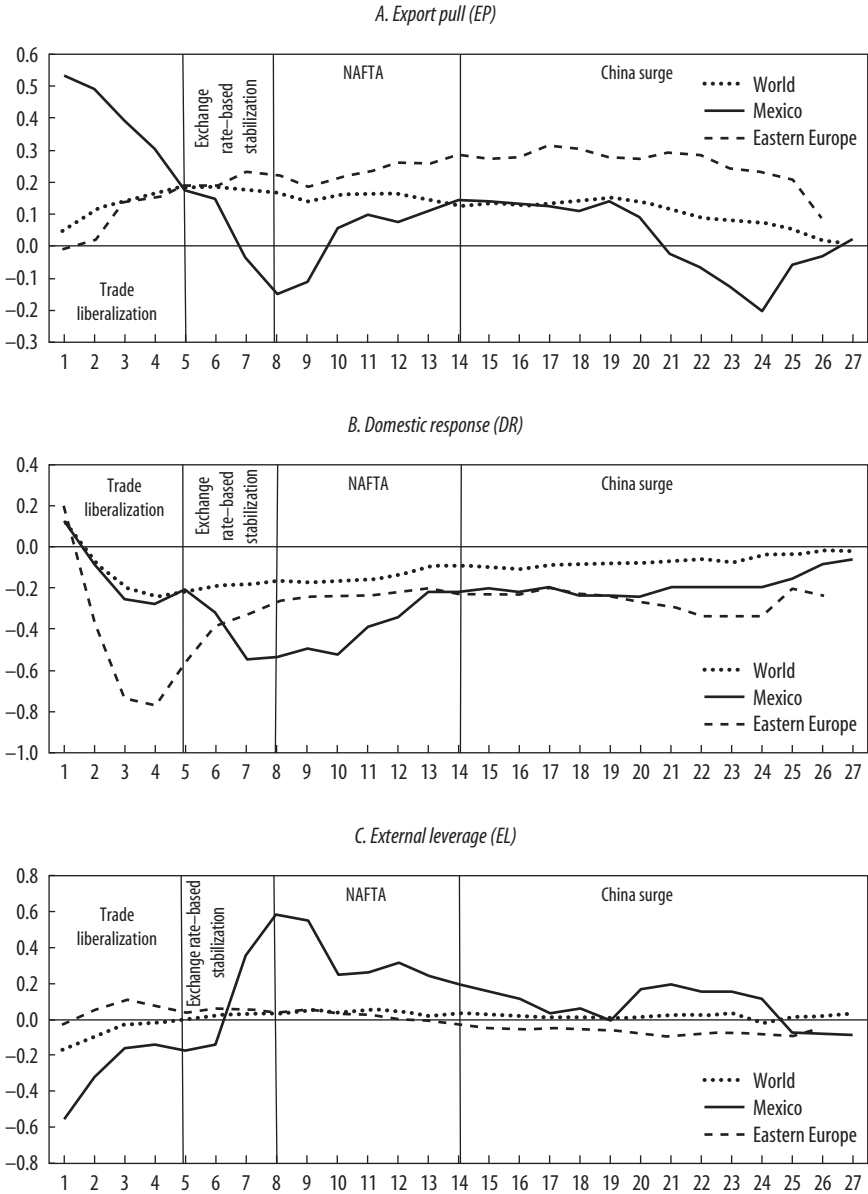 A. Export pull (EP)
0.6
0.5
0.4
0.3
0.2
0.1
0.0
–0.1
–0.2
–0.3
Trade
liberalization
Exchange
rate–based
stabilization
NAFTA
China surge
World
Mexico
Eastern Europe
1 2 3 4 5 6 7 8 9 10 11 12 13 14 15 16 17 18 19 20 21 22 23 24 25 26 27
B. Domestic response (DR)
0.4
0.2
0.0
–0.2
–0.4
–0.6
–0.8
–1.0
Trade
liberalization
Exchange
rate–based
stabilization
NAFTA
China surge
World
Mexico
Eastern Europe
1 2 3 4 5 6 7 8 9 10 11 12 13 14 15 16 17 18 19 20 21 22 23 24 25 26 27
C. External leverage (EL)
0.8
0.6
0.4
0.2
0.0
–0.2
–0.4
–0.6
–0.8
Trade
liberalization
Exchange rate–based
stabilization
NAFTA
China surge
World
Mexico
Eastern Europe
1 2 3 4 5 6 7 8 9 10 11 12 13 14 15 16 17 18 19 20 21 22 23 24 25 26 27